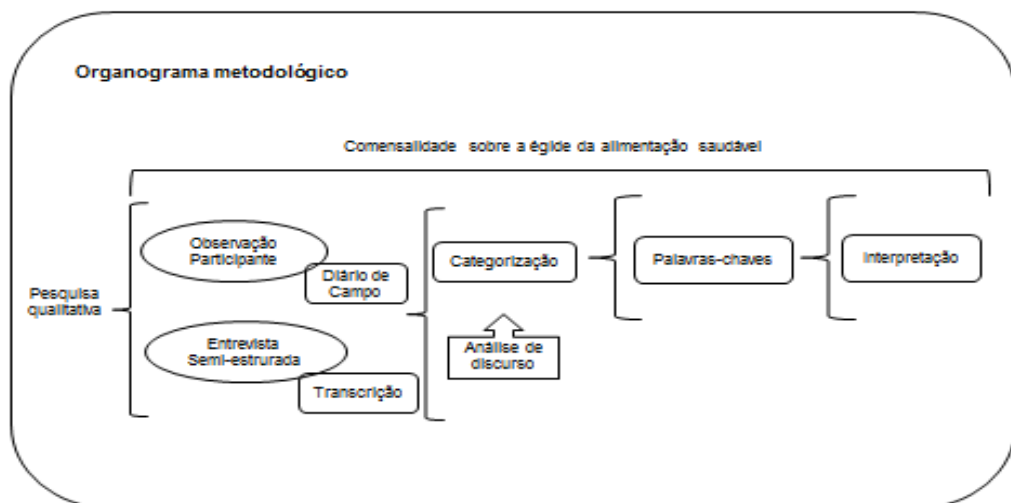 Organograma metodológico
Comensalidade sobre a égide da alimentação saudável
Pesquisa
qualitativa
Observação
Participante
Diário de
Campo
Entrevista
Semi-estrurada
Transcrição
Categorização
Análise de
discurso
Palavras-chaves
Interpretação